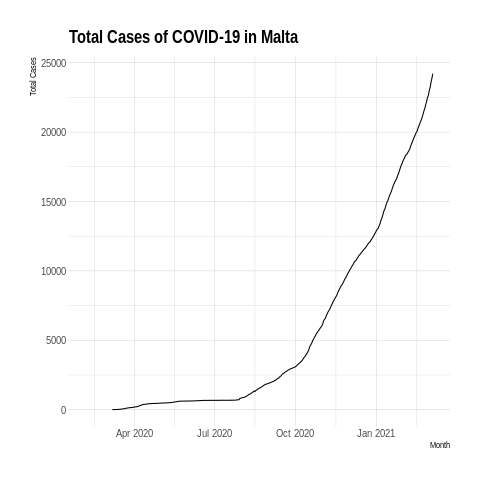 Total Cases of COVID-19 in Malta
Total Cases
25000
20000
15000
10000
5000
0
Apr 2020 Jul 2020 Oct 2020 Jan 2021
Month